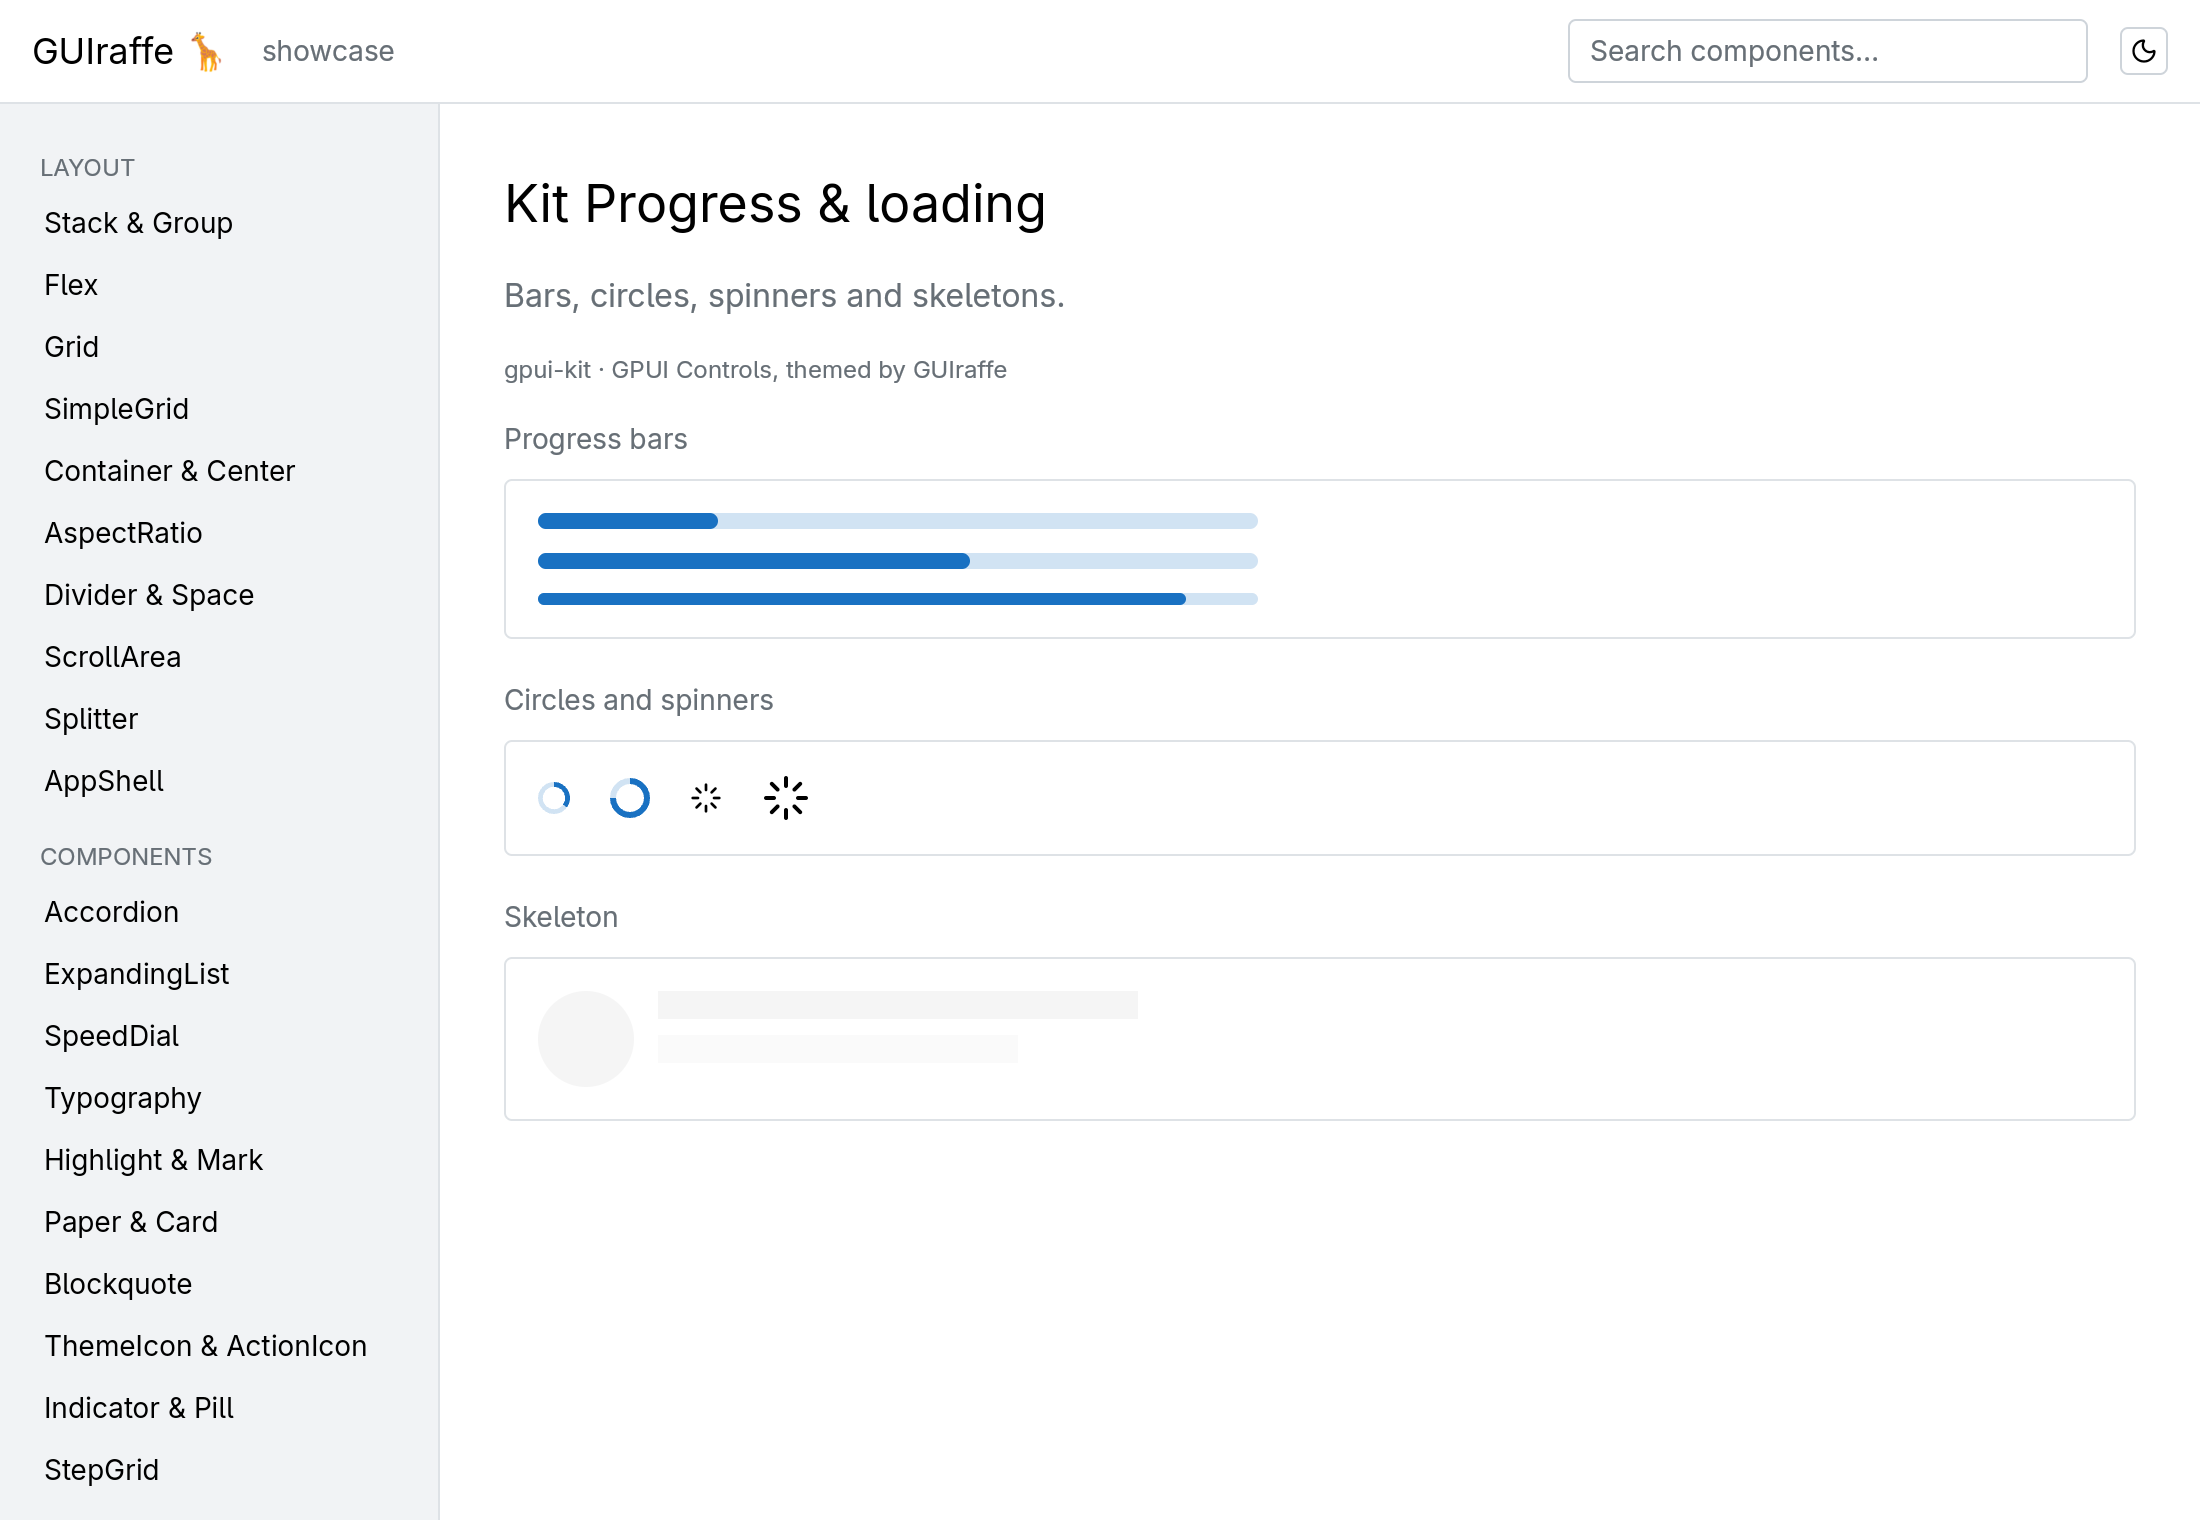 GUIraffe 🦒 showcase
Search components...
LAYOUT
Stack & Group
Flex
Grid
SimpleGrid
Container & Center
AspectRatio
Divider & Space
ScrollArea
Splitter
AppShell
COMPONENTS
Accordion
ExpandingList
SpeedDial
Typography
Highlight & Mark
Paper & Card
Blockquote
ThemeIcon & ActionIcon
Indicator & Pill
StepGrid
Kit Progress & loading
Bars, circles, spinners and skeletons.
gpui-kit · GPUI Controls, themed by GUIraffe
Progress bars
Circles and spinners
Skeleton